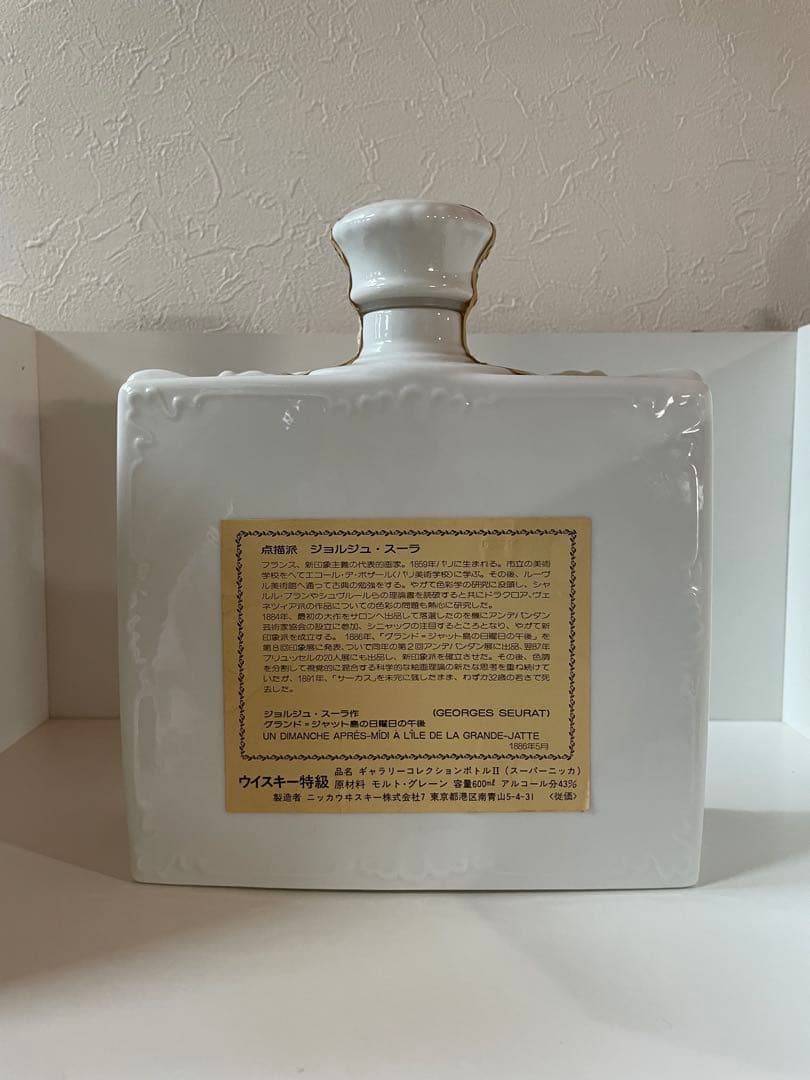 点描派 ジョルジュ・スーラ
フランス、新印象主義の代表的画家。1859年パリに生まれる。市立の美術
学校をへてエコール・デ・ボザール(パリ美術学校)に学ぶ。その後、ルーヴ
ル美術館へ通って古典の勉強をする。やがて色彩学の研究に没頭し、シャ
ルル・ブランやシュヴルールらの理論書を読破すると共にドラクロア、ヴェ
ネツィア派の作品についての色彩の問題も熱心に研究した。
1884年、最初の大作をサロンへ出品して落選したのを機にアンデパンダン
芸術家協会の設立に参加、シニャックの注目するところとなり、やがて新
印象派を成立する。1886年、「グランド=ジャット島の日曜日の午後」を
第8回印象展に発表、ついで同年の第2回アンデパンダン展に出品、翌87年
ブリュッセルの20人展にも出品し、新印象派を確立させた。その後、色調
を分割して視覚的に混合する科学的な絵画理論の新たな思考を重ね続けて
いたが、1891年、「サーカス」を未完に残したまま、わずか32歳の若さで死
去した。
ジョルジュ・スーラ作 (GEORGES SEURAT)
グランド=ジャット島の日曜日の午後
UN DIMANCHE APRÈS-MÎDI À L'ÎLE DE LA GRANDE-JATTE
1886年5月
ウイスキー特級 品名 ギャラリーコレクションボトルII (スーパーニッカ)
原材料 モルト・グレーン 容量600ml アルコール分43%
製造者 ニッカウヰスキー株式会社7 東京都港区南青山5-4-31 〈従価〉